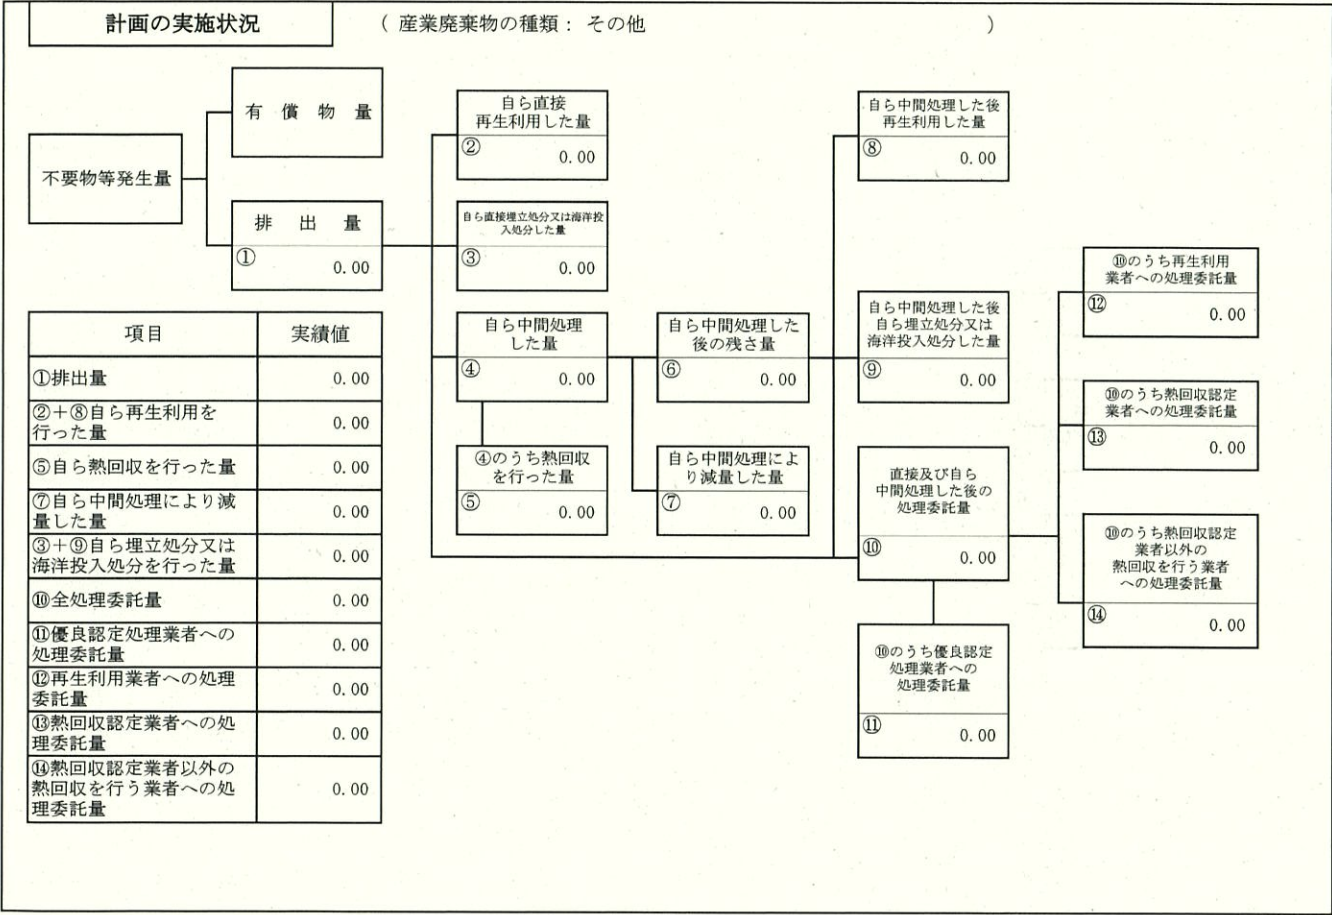 計画の実施状況
( 産業廃棄物の種類： その他 )
不要物等発生量
有 償 物 量
排 出 量
①
0.00
自ら直接
再生利用した量
②
0.00
自ら直接埋立処分又は海洋投
入処分した量
③
0.00
自ら中間処理
した量
④
0.00
④のうち熱回収
を行った量
⑤
0.00
自ら中間処理した
後の残さ量
⑥
0.00
自ら中間処理によ
り減量した量
⑦
0.00
自ら中間処理した後
再生利用した量
⑧
0.00
自ら中間処理した後
自ら埋立処分又は
海洋投入処分した量
⑨
0.00
直接及び自ら
中間処理した後の
処理委託量
⑩
0.00
⑩のうち優良認定
処理業者への
処理委託量
⑪
0.00
⑩のうち再生利用
業者への処理委託量
⑫
0.00
⑩のうち熱回収認定
業者への処理委託量
⑬
0.00
⑩のうち熱回収認定
業者以外の
熱回収を行う業者
への処理委託量
⑭
0.00
項目 実績値
①排出量 0.00
②＋⑧自ら再生利用を
行った量 0.00
⑤自ら熱回収を行った量 0.00
⑦自ら中間処理により減
量した量 0.00
③＋⑨自ら埋立処分又は
海洋投入処分を行った量 0.00
⑩全処理委託量 0.00
⑪優良認定処理業者への
処理委託量 0.00
⑫再生利用業者への処理
委託量 0.00
⑬熱回収認定業者への処
理委託量 0.00
⑭熱回収認定業者以外の
熱回収を行う業者への処
理委託量 0.00